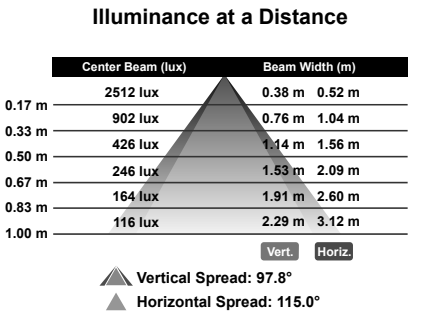 Illuminance at a Distance
Center Beam (lux) Beam Width (m)
2512 lux 0.38 m 0.52 m
0.17 m
902 lux 0.76 m 1.04 m
0.33 m
426 lux 1.14 m 1.56 m
0.50 m
246 lux 1.53 m 2.09 m
0.67 m
164 lux 1.91 m 2.60 m
0.83 m
116 lux 2.29 m 3.12 m
1.00 m
Vert. Horiz.
Vertical Spread: 97.8°
Horizontal Spread: 115.0°